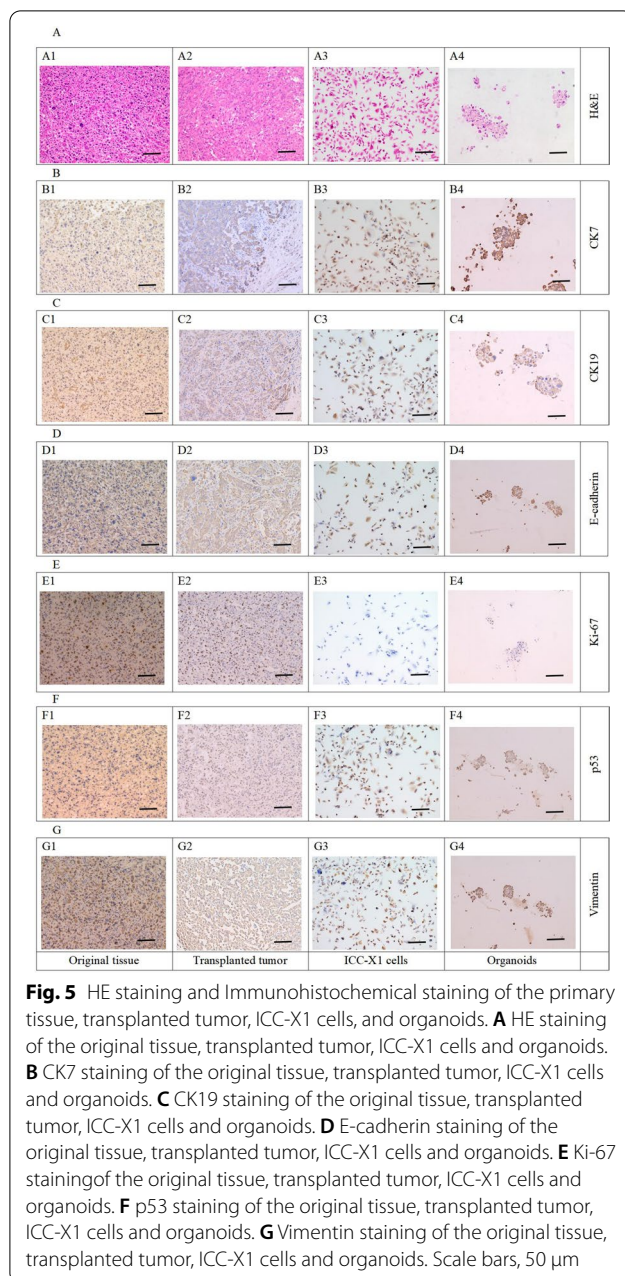 A
A1 A2 A3 A4
H&E
B
B1 B2 B3 B4
CK7
C
C1 C2 C3 C4
CK19
D
D1 D2 D3 D4
E-cadherin
E
E1 E2 E3 E4
Ki-67
F
F1 F2 F3 F4
p53
G
G1 G2 G3 G4
Vimentin
Original tissue Transplanted tumor ICC-X1 cells Organoids
Fig. 5 HE staining and Immunohistochemical staining of the primary
tissue, transplanted tumor, ICC-X1 cells, and organoids. A HE staining
of the original tissue, transplanted tumor, ICC-X1 cells and organoids.
B CK7 staining of the original tissue, transplanted tumor, ICC-X1 cells
and organoids. C CK19 staining of the original tissue, transplanted
tumor, ICC-X1 cells and organoids. D E-cadherin staining of the
original tissue, transplanted tumor, ICC-X1 cells and organoids. E Ki-67
stainingof the original tissue, transplanted tumor, ICC-X1 cells and
organoids. F p53 staining of the original tissue, transplanted tumor,
ICC-X1 cells and organoids. G Vimentin staining of the original tissue,
transplanted tumor, ICC-X1 cells and organoids. Scale bars, 50 µm